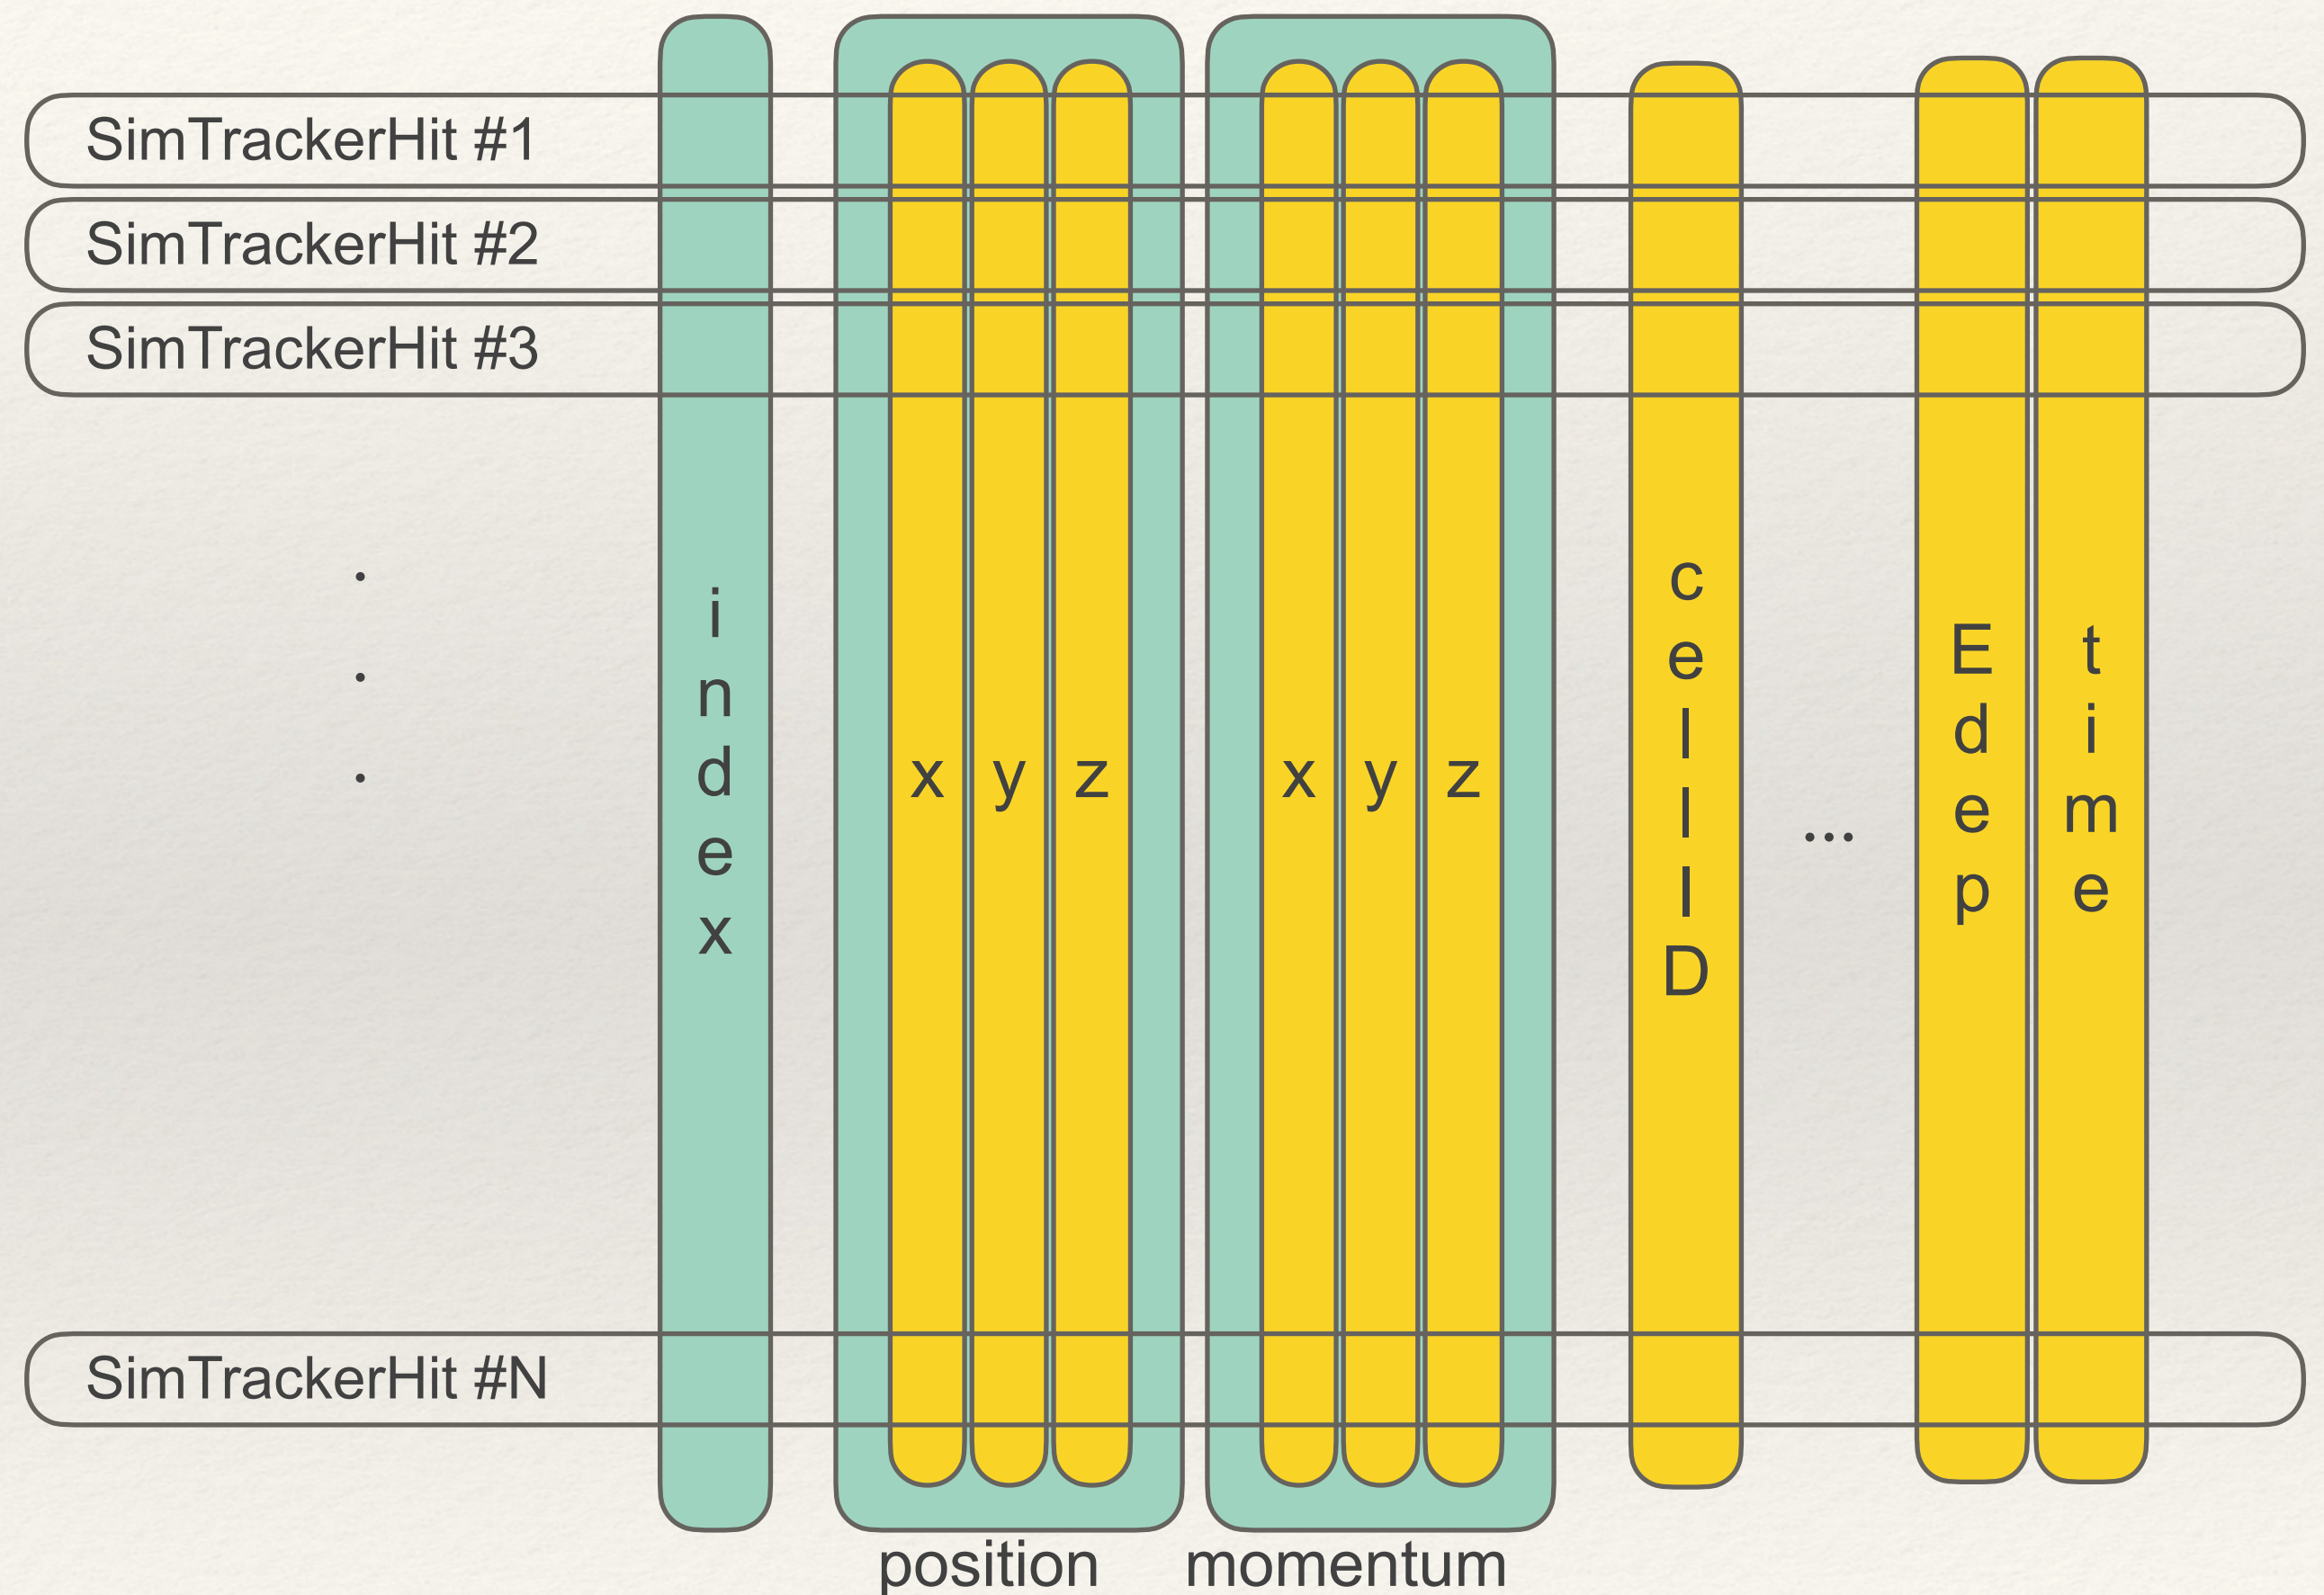 SimTrackerHit #1
SimTrackerHit #2
SimTrackerHit #3
.
.
.
index
x
y
z
x
y
z
cellID
...
Edep
time
SimTrackerHit #N
position
momentum